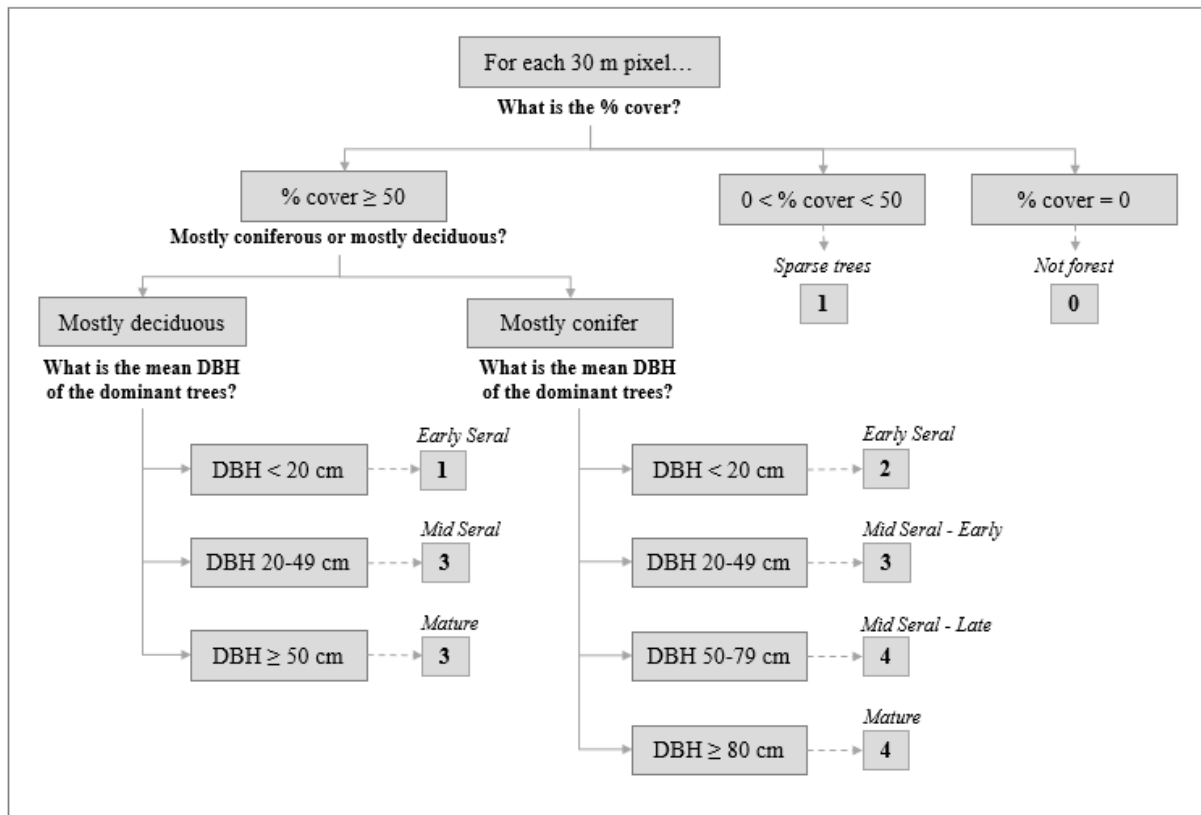 For each 30 m pixel…
What is the % cover?
% cover ≥ 50
0 < % cover < 50
% cover = 0
Mostly coniferous or mostly deciduous?
Sparse trees
1
Not forest
0
Mostly deciduous
What is the mean DBH
of the dominant trees?
Early Seral
DBH < 20 cm
1
Mid Seral
DBH 20-49 cm
3
Mature
DBH ≥ 50 cm
3
Mostly conifer
What is the mean DBH
of the dominant trees?
Early Seral
DBH < 20 cm
2
Mid Seral - Early
DBH 20-49 cm
3
Mid Seral - Late
DBH 50-79 cm
4
Mature
DBH ≥ 80 cm
4